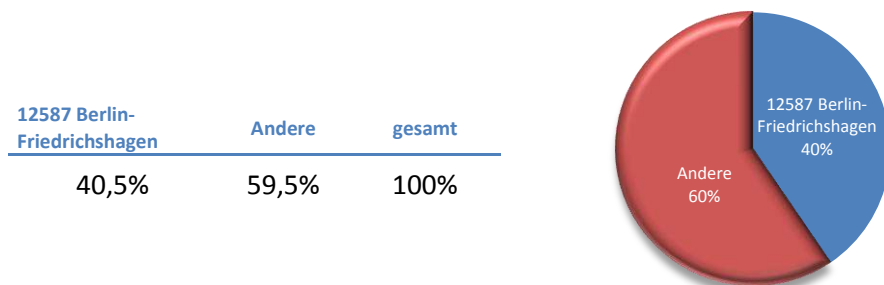 12587 Berlin-
Friedrichshagen
Andere
gesamt
40,5%
59,5%
100%
12587 Berlin-
Friedrichshagen
40%
Andere
60%